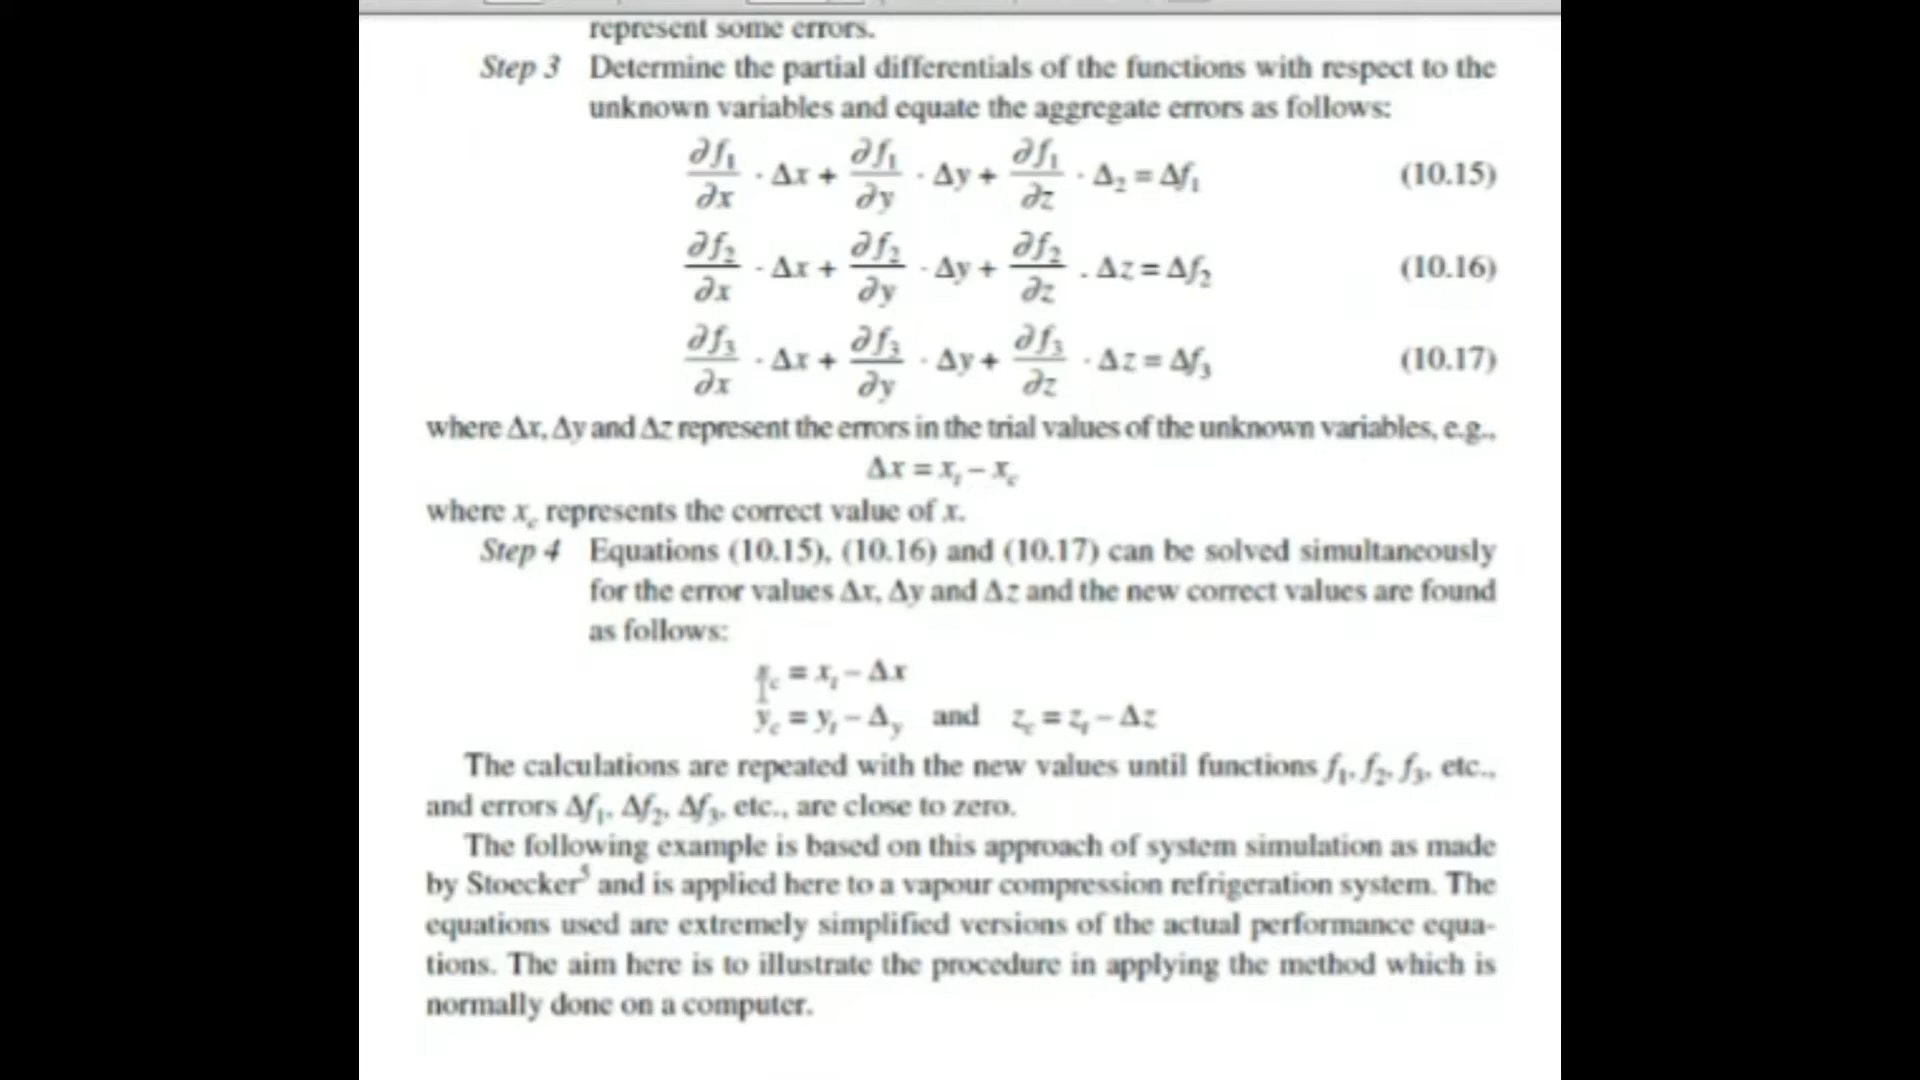 represent some errors.
Step 3 Determine the partial differentials of the functions with respect to the
unknown variables and equate the aggregate errors as follows:
∂f₁/∂x · Δx + ∂f₁/∂y · Δy + ∂f₁/∂z · Δ₂ = Δf₁ (10.15)
∂f₂/∂x · Δx + ∂f₂/∂y · Δy + ∂f₂/∂z . Δz = Δf₂ (10.16)
∂f₃/∂x · Δx + ∂f₃/∂y · Δy + ∂f₃/∂z · Δz = Δf₃ (10.17)
where Δx, Δy and Δz represent the errors in the trial values of the unknown variables, e.g.,
Δx = xₜ – x_c
where x_c represents the correct value of x.
Step 4 Equations (10.15), (10.16) and (10.17) can be solved simultaneously
for the error values Δx, Δy and Δz and the new correct values are found
as follows:
x_c = xₜ – Δx
y_c = yₜ – Δ_y and z_c = zₜ – Δz
The calculations are repeated with the new values until functions f₁, f₂, f₃, etc.,
and errors Δf₁, Δf₂, Δf₃, etc., are close to zero.
The following example is based on this approach of system simulation as made
by Stoecker⁵ and is applied here to a vapour compression refrigeration system. The
equations used are extremely simplified versions of the actual performance equa-
tions. The aim here is to illustrate the procedure in applying the method which is
normally done on a computer.